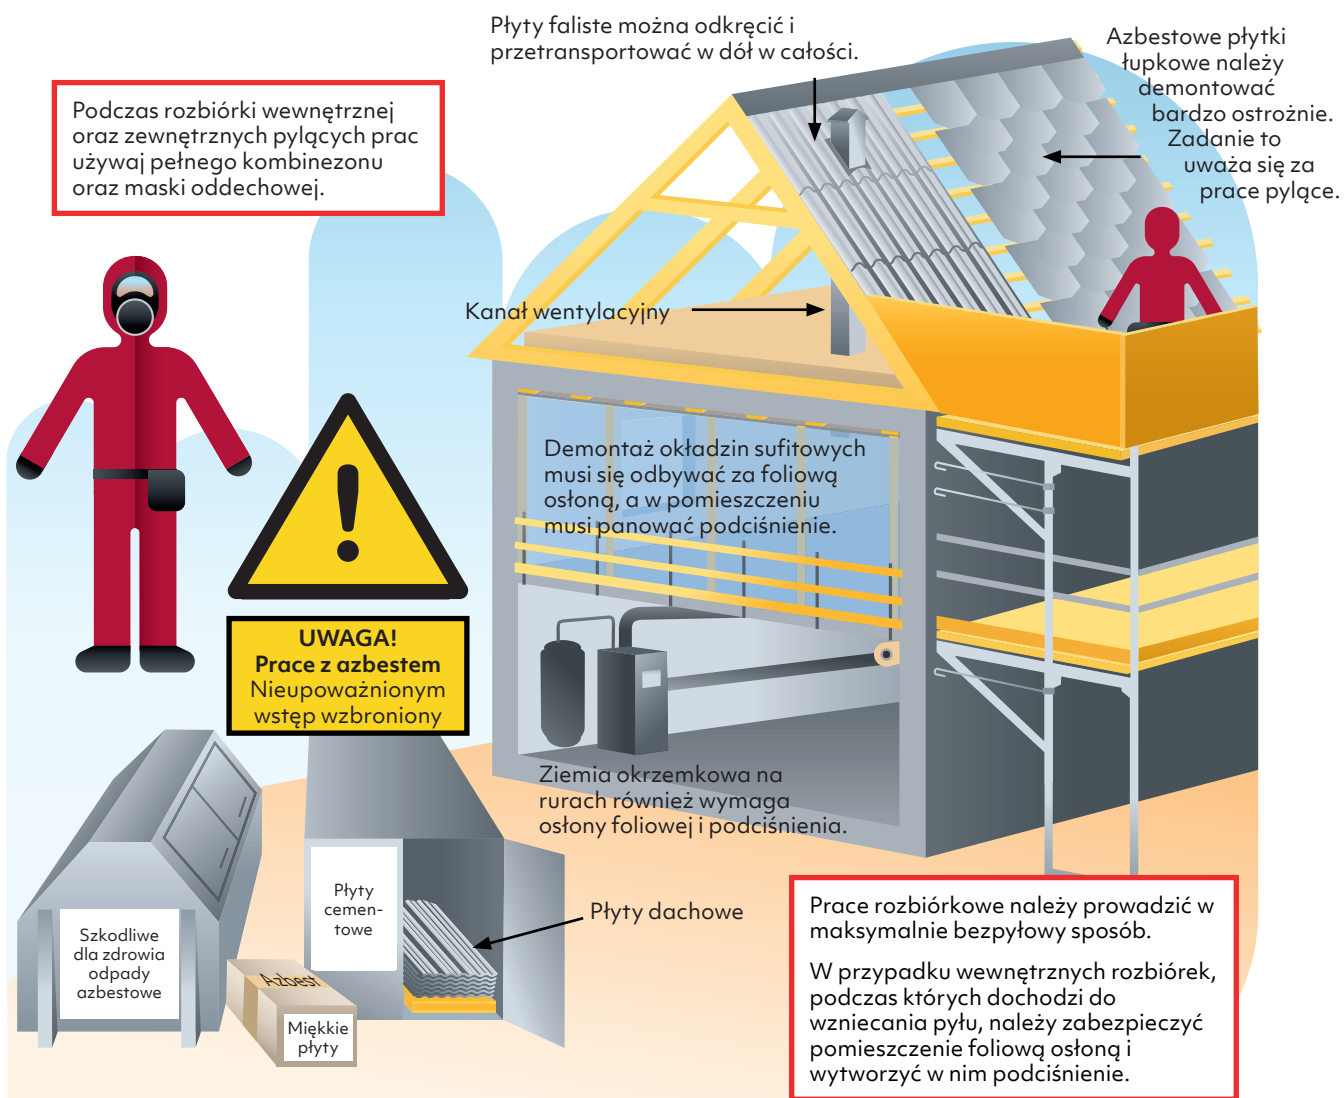 Płyty faliste można odkręcić i
przetransportować w dół w całości.
Azbestowe płytki
łupkowe należy
demontować
bardzo ostrożnie.
Zadanie to
uważa się za
prace pylące.
Podczas rozbiórki wewnętrznej
oraz zewnętrznych pylących prac
używaj pełnego kombinezonu
oraz maski oddechowej.
Kanał wentylacyjny
Demontaż okładzin sufitowych
musi się odbywać za foliową
osłoną, a w pomieszczeniu
musi panować podciśnienie.
UWAGA!
Prace z azbestem
Nieupoważnionym
wstęp wzbroniony
Ziemia okrzemkowa na
rurach również wymaga
osłony foliowej i podciśnienia.
Szkodliwe
dla zdrowia
odpady
azbestowe
Azbest
Miękkie
płyty
Płyty
cemen-
towe
Płyty dachowe
Prace rozbiórkowe należy prowadzić w
maksymalnie bezpyłowy sposób.
W przypadku wewnętrznych rozbiórek,
podczas których dochodzi do
wzniecania pyłu, należy zabezpieczyć
pomieszczenie foliową osłoną i
wytworzyć w nim podciśnienie.